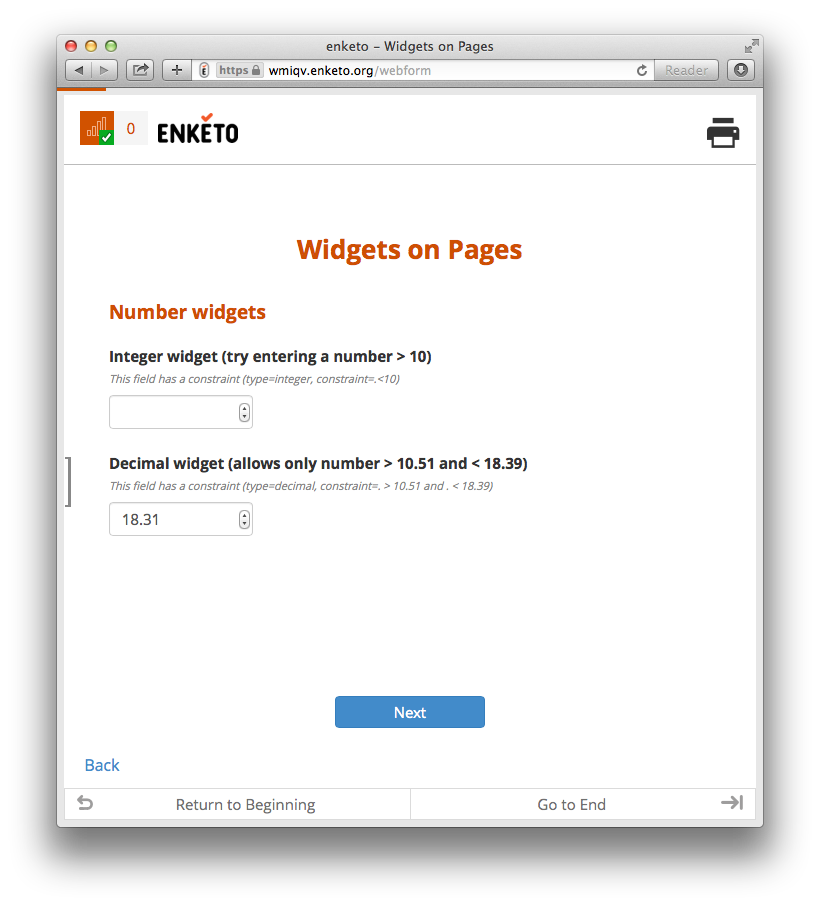 enketo – Widgets on Pages
https wmiqv.enketo.org/webform Reader
0 ENKETO
Widgets on Pages
Number widgets
Integer widget (try entering a number > 10)
This field has a constraint (type=integer, constraint=.<10)
Decimal widget (allows only number > 10.51 and < 18.39)
This field has a constraint (type=decimal, constraint=. > 10.51 and . < 18.39)
18.31
Next
Back
Return to Beginning Go to End